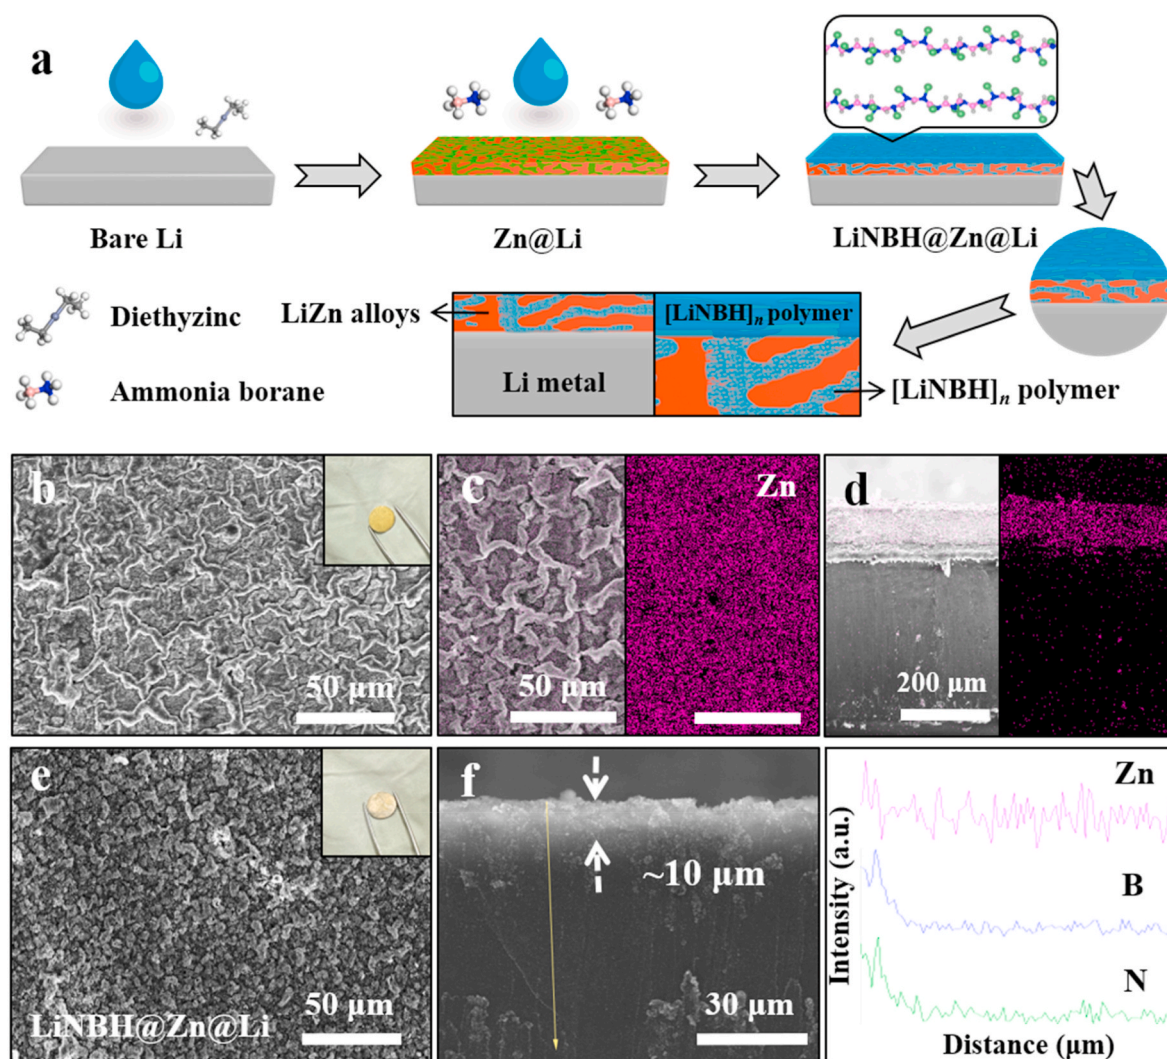 a
Bare Li
Zn@Li
LiNBH@Zn@Li
Diethyzinc
Ammonia borane
LiZn alloys
[LiNBH]n polymer
Li metal
[LiNBH]n polymer
b
50 μm
c
Zn
50 μm
d
200 μm
e
LiNBH@Zn@Li
50 μm
f
~10 μm
30 μm
Intensity (a.u.)
Zn
B
N
Distance (μm)